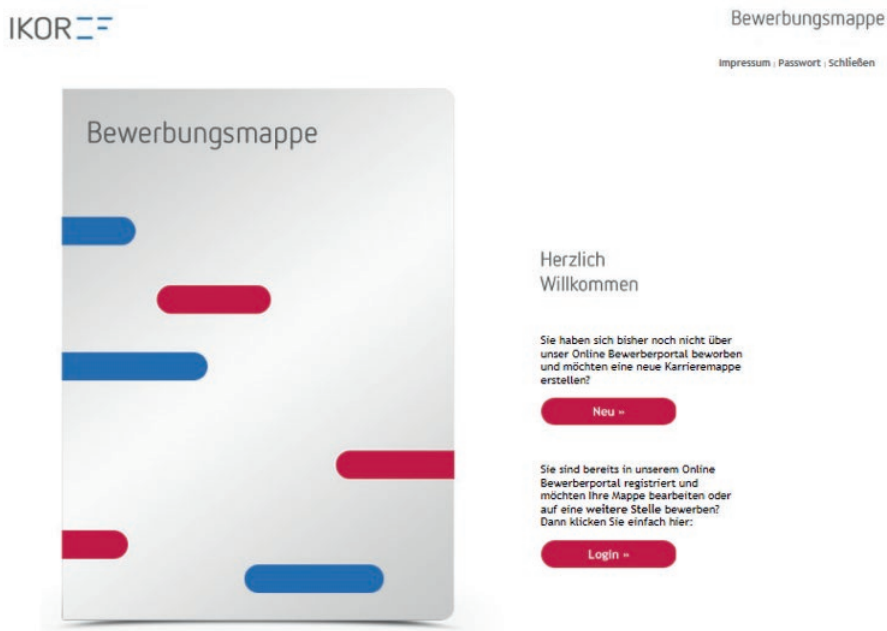 IKOR
Bewerbungsmappe
Impressum | Passwort | Schließen
Bewerbungsmappe
Herzlich
Willkommen
Sie haben sich bisher noch nicht über
unser Online Bewerberportal beworben
und möchten eine neue Karrieremappe
erstellen?
Neu »
Sie sind bereits in unserem Online
Bewerberportal registriert und
möchten Ihre Mappe bearbeiten oder
auf eine weitere Stelle bewerben?
Dann klicken Sie einfach hier:
Login »